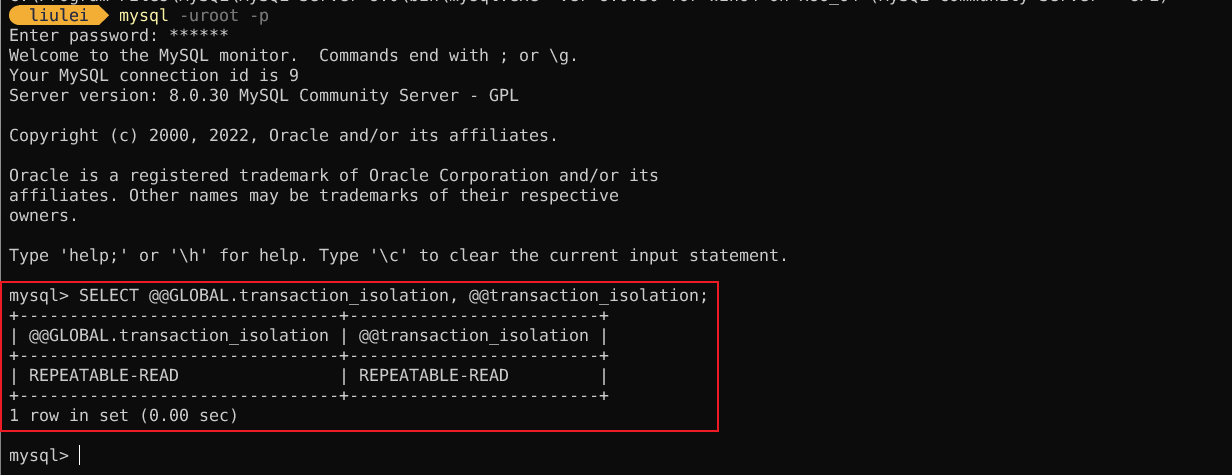 liulei mysql -uroot -p
Enter password: ******
Welcome to the MySQL monitor.  Commands end with ; or \g.
Your MySQL connection id is 9
Server version: 8.0.30 MySQL Community Server - GPL
Copyright (c) 2000, 2022, Oracle and/or its affiliates.
Oracle is a registered trademark of Oracle Corporation and/or its
affiliates. Other names may be trademarks of their respective
owners.
Type 'help;' or '\h' for help. Type '\c' to clear the current input statement.
mysql> SELECT @@GLOBAL.transaction_isolation, @@transaction_isolation;
+--------------------------------+-------------------------+
| @@GLOBAL.transaction_isolation | @@transaction_isolation |
+--------------------------------+-------------------------+
| REPEATABLE-READ                | REPEATABLE-READ         |
+--------------------------------+-------------------------+
1 row in set (0.00 sec)
mysql>